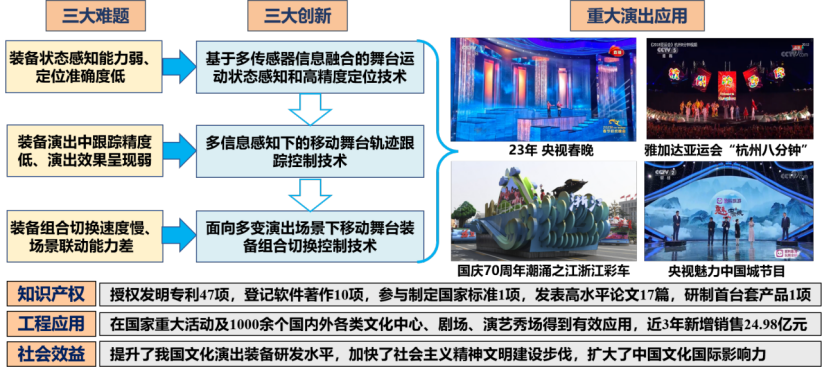 三大难题
三大创新
重大演出应用
装备状态感知能力弱、
定位准确度低
基于多传感器信息融合的舞台运
动状态感知和高精度定位技术
装备演出中跟踪精度
低、演出效果呈现弱
多信息感知下的移动舞台轨迹跟
踪控制技术
装备组合切换速度慢、
场景联动能力差
面向多变演出场景下移动舞台装
备组合切换控制技术
23年 央视春晚
雅加达亚运会“杭州八分钟”
国庆70周年潮涌之江浙江彩车
央视魅力中国城节目
知识产权
授权发明专利47项，登记软件著作10项，参与制定国家标准1项，发表高水平论文17篇，研制首台套产品1项
工程应用
在国家重大活动及1000余个国内外各类文化中心、剧场、演艺秀场得到有效应用，近3年新增销售24.98亿元
社会效益
提升了我国文化演出装备研发水平，加快了社会主义精神文明建设步伐，扩大了中国文化国际影响力